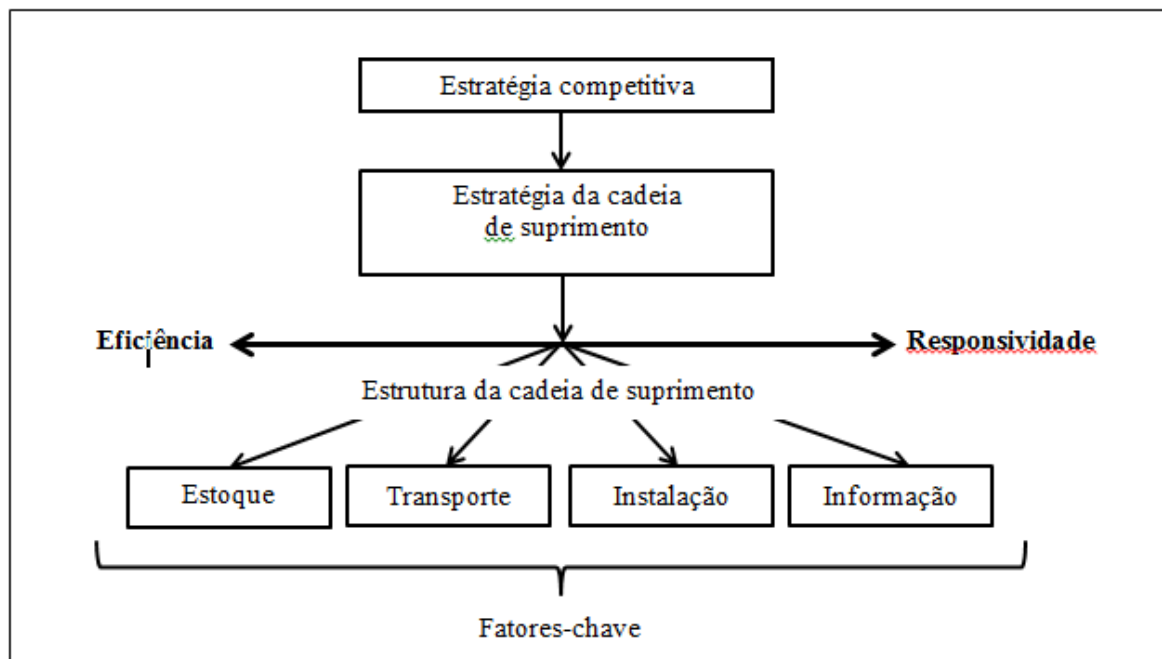 Estratégia competitiva
Estratégia da cadeia
de suprimento
Eficiência
Responsividade
Estrutura da cadeia de suprimento
Estoque
Transporte
Instalação
Informação
Fatores-chave